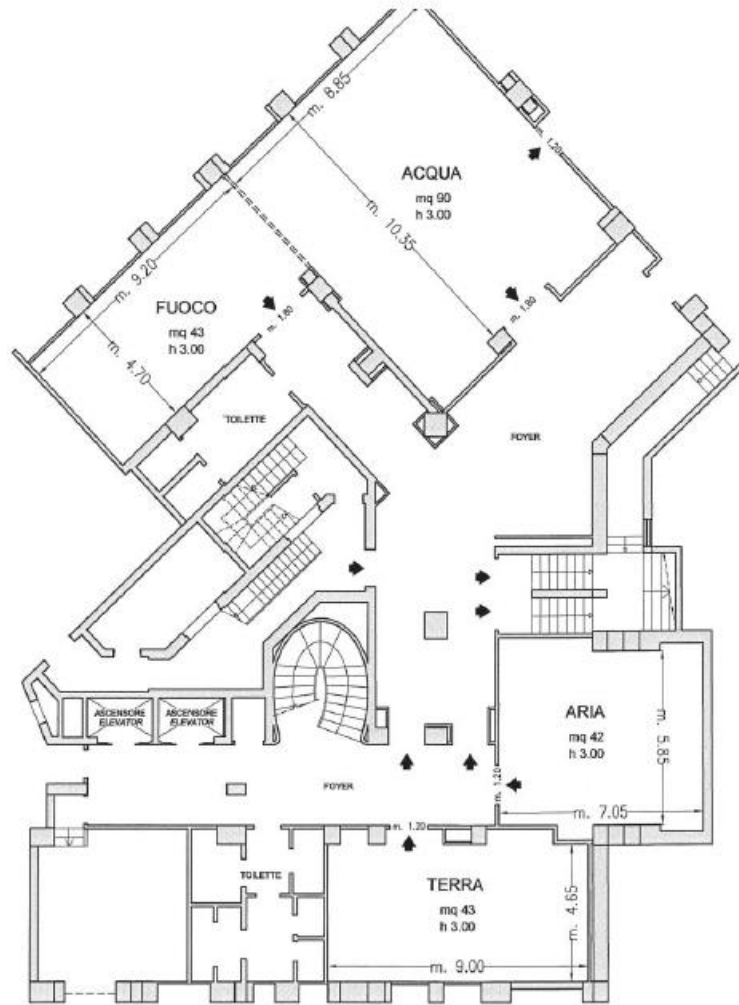 m. 8.85
m. 1.20
ACQUA
mq 90
h 3.00
m. 10.35
m. 9.20
FUOCO
mq 43
h 3.00
m. 1.80
m. 1.80
m. 4.70
TOILETTE
FOYER
ASCENSORE
ELEVATOR
ASCENSORE
ELEVATOR
ARIA
mq 42
h 3.00
m. 5.85
FOYER
m. 1.20
m. 7.05
m. 1.20
TOILETTE
TERRA
mq 43
h 3.00
m. 4.65
m. 9.00